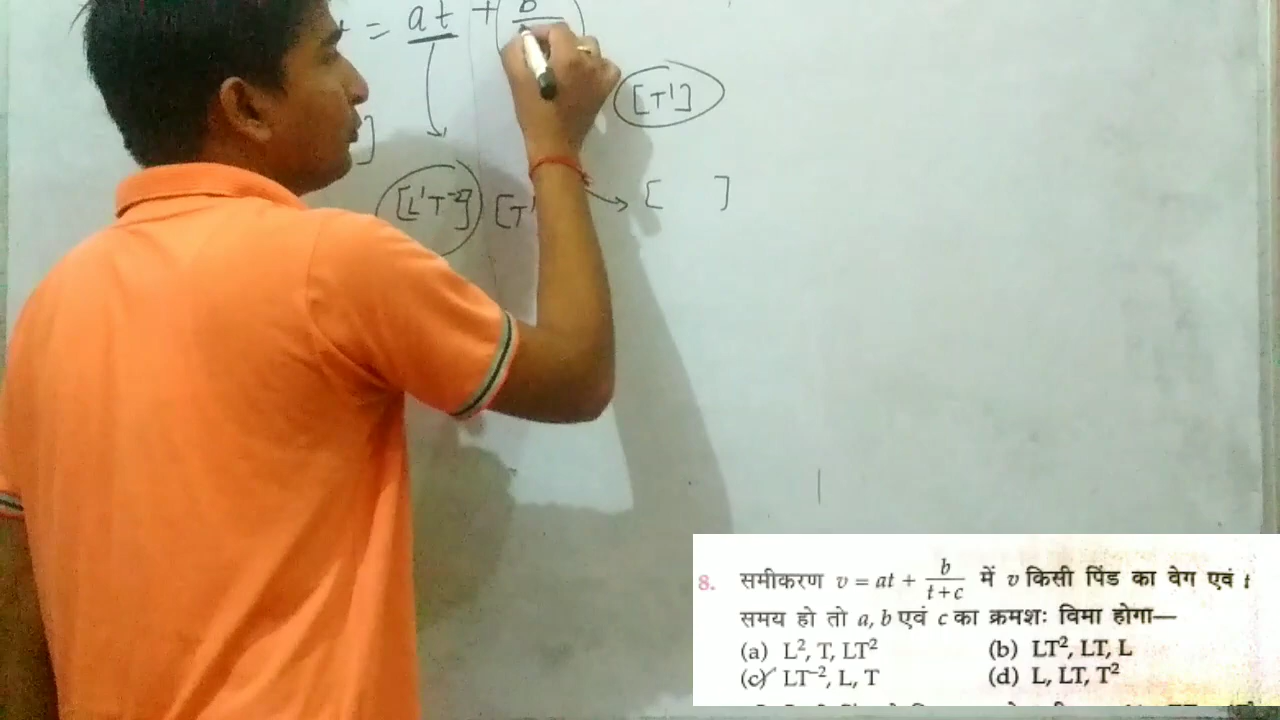 = at + b
[T¹]
]
[L¹T⁻²] [T¹
[ ]
8. समीकरण v = at + b/(t+c) में v किसी पिंड का वेग एवं t
समय हो तो a, b एवं c का क्रमशः विमा होगा—
(a) L², T, LT² (b) LT², LT, L
(c) LT⁻², L, T (d) L, LT, T²